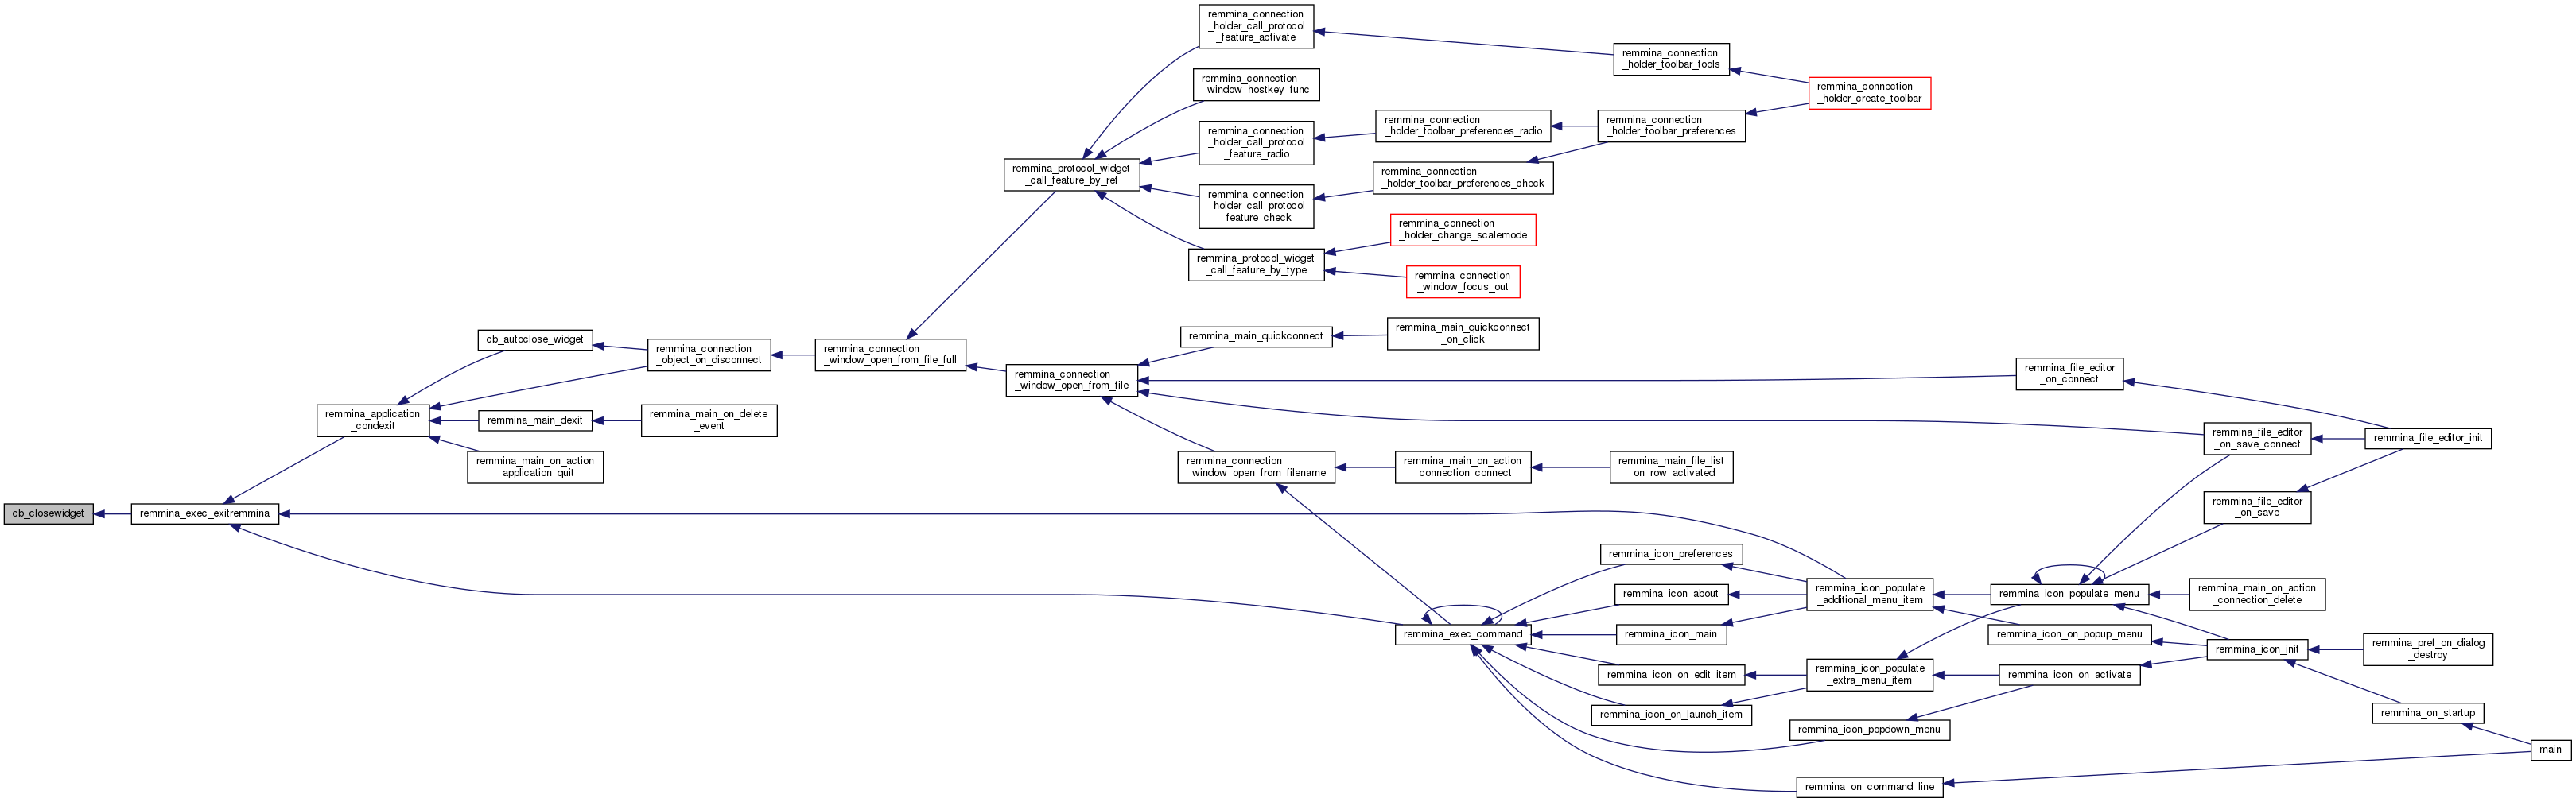 cb_closewidget
remmina_exec_exitremmina
remmina_application
_condexit
cb_autoclose_widget
remmina_connection
_object_on_disconnect
remmina_main_dexit
remmina_main_on_delete
_event
remmina_main_on_action
_application_quit
remmina_connection
_window_open_from_file_full
remmina_protocol_widget
_call_feature_by_ref
remmina_connection
_holder_call_protocol
_feature_activate
remmina_connection
_window_hostkey_func
remmina_connection
_holder_call_protocol
_feature_radio
remmina_connection
_holder_call_protocol
_feature_check
remmina_protocol_widget
_call_feature_by_type
remmina_connection
_holder_toolbar_tools
remmina_connection
_holder_create_toolbar
remmina_connection
_holder_toolbar_preferences_radio
remmina_connection
_holder_toolbar_preferences
remmina_connection
_holder_toolbar_preferences_check
remmina_connection
_holder_change_scalemode
remmina_connection
_window_focus_out
remmina_connection
_window_open_from_file
remmina_main_quickconnect
remmina_main_quickconnect
_on_click
remmina_file_editor
_on_connect
remmina_file_editor
_on_save_connect
remmina_file_editor_init
remmina_connection
_window_open_from_filename
remmina_main_on_action
_connection_connect
remmina_main_file_list
_on_row_activated
remmina_file_editor
_on_save
remmina_exec_command
remmina_icon_preferences
remmina_icon_about
remmina_icon_main
remmina_icon_on_edit_item
remmina_icon_on_launch_item
remmina_icon_populate
_additional_menu_item
remmina_icon_populate
_extra_menu_item
remmina_icon_popdown_menu
remmina_on_command_line
remmina_icon_populate_menu
remmina_icon_on_popup_menu
remmina_icon_on_activate
remmina_main_on_action
_connection_delete
remmina_icon_init
remmina_pref_on_dialog
_destroy
remmina_on_startup
main